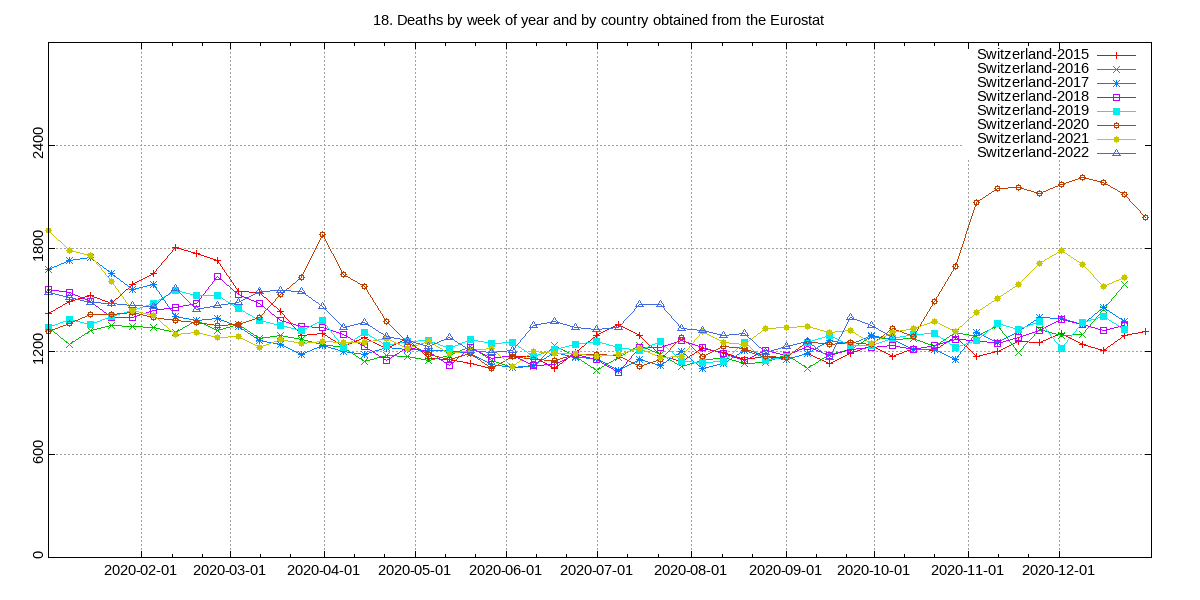 18. Deaths by week of year and by country obtained from the Eurostat
Switzerland-2015
Switzerland-2016
Switzerland-2017
Switzerland-2018
Switzerland-2019
Switzerland-2020
Switzerland-2021
Switzerland-2022
2400
1800
1200
600
0
2020-02-01 2020-03-01 2020-04-01 2020-05-01 2020-06-01 2020-07-01 2020-08-01 2020-09-01 2020-10-01 2020-11-01 2020-12-01